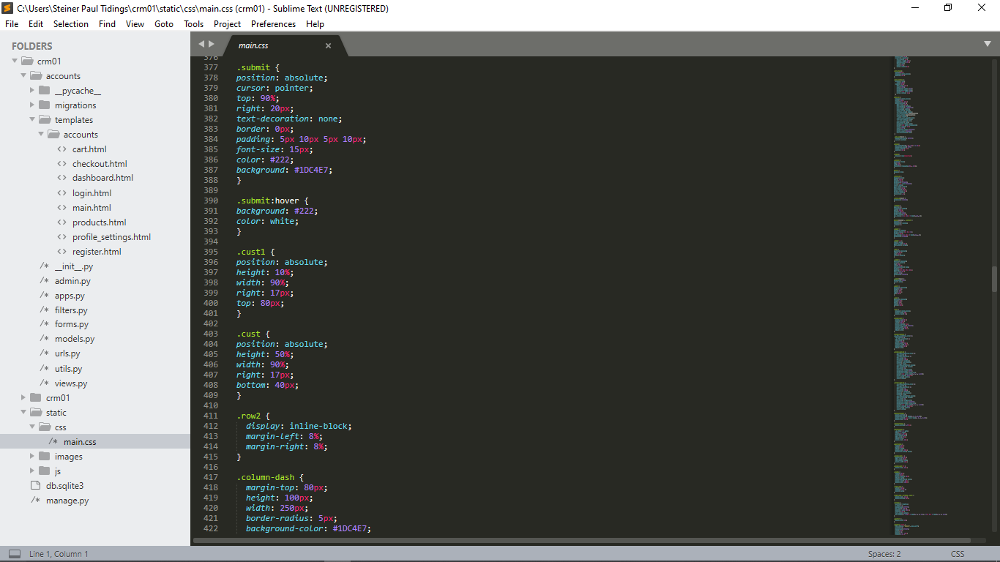 C:\Users\Steiner Paul Tidings\crm01\static\css\main.css (crm01) - Sublime Text (UNREGISTERED)
File Edit Selection Find View Goto Tools Project Preferences Help
FOLDERS
crm01
accounts
__pycache__
migrations
templates
accounts
cart.html
checkout.html
dashboard.html
login.html
main.html
products.html
profile_settings.html
register.html
/* __init__.py
/* admin.py
/* apps.py
/* filters.py
/* forms.py
/* models.py
/* urls.py
/* utils.py
/* views.py
crm01
static
css
/* main.css
images
js
db.sqlite3
/* manage.py
main.css
376
377 .submit {
378 position: absolute;
379 cursor: pointer;
380 top: 90%;
381 right: 20px;
382 text-decoration: none;
383 border: 0px;
384 padding: 5px 10px 5px 10px;
385 font-size: 15px;
386 color: #222;
387 background: #1DC4E7;
388 }
389
390 .submit:hover {
391 background: #222;
392 color: white;
393 }
394
395 .cust1 {
396 position: absolute;
397 height: 10%;
398 width: 90%;
399 right: 17px;
400 top: 80px;
401 }
402
403 .cust {
404 position: absolute;
405 height: 50%;
406 width: 90%;
407 right: 17px;
408 bottom: 40px;
409 }
410
411 .row2 {
412 display: inline-block;
413 margin-left: 8%;
414 margin-right: 8%;
415 }
416
417 .column-dash {
418 margin-top: 80px;
419 height: 100px;
420 width: 250px;
421 border-radius: 5px;
422 background-color: #1DC4E7;
Line 1, Column 1
Spaces: 2
CSS